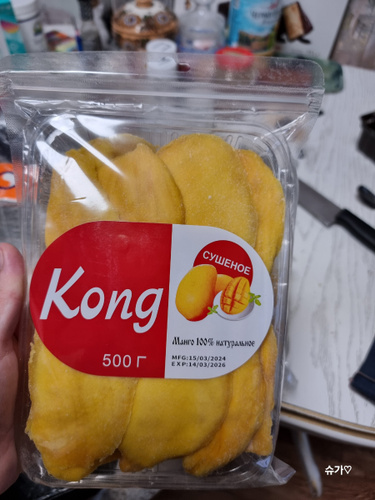 СУШЕНОЕ
Kong
Манго 100% натуральное
500 Г
MFG:15/03/2024
EXP:14/03/2026
슈가♡